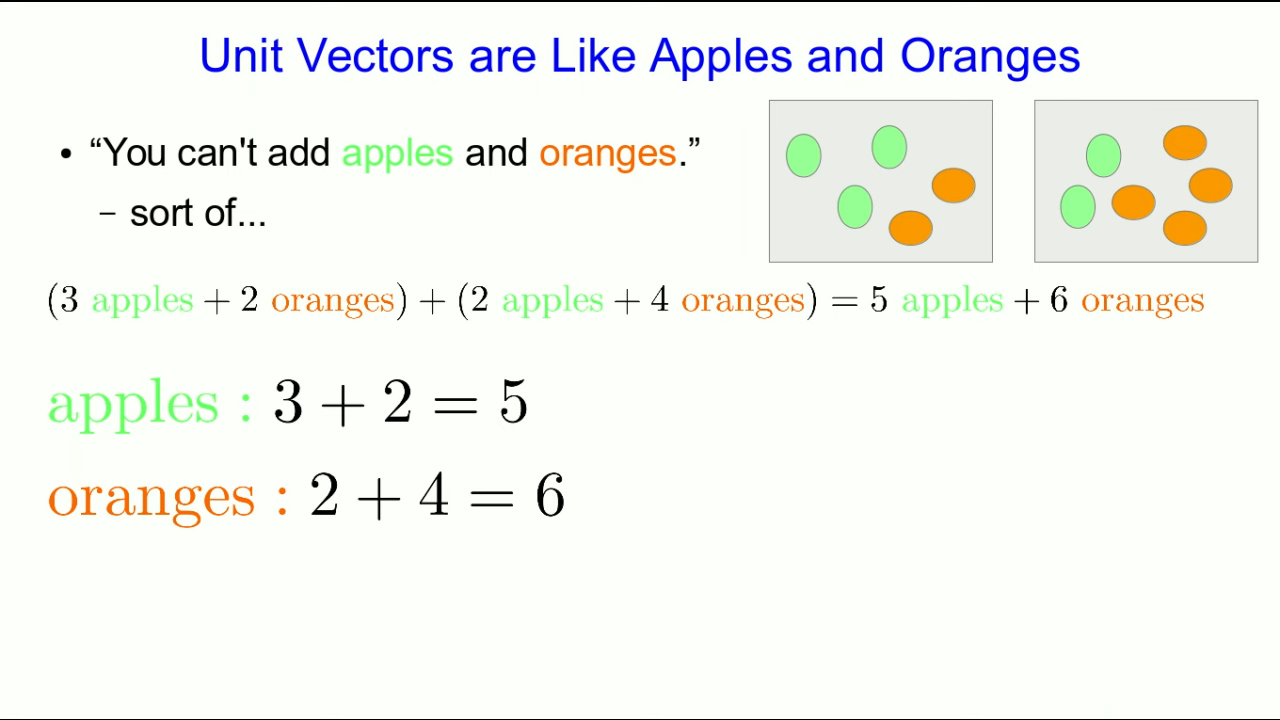 Unit Vectors are Like Apples and Oranges
• “You can't add apples and oranges.”
– sort of...
(3 apples + 2 oranges) + (2 apples + 4 oranges) = 5 apples + 6 oranges
apples : 3 + 2 = 5
oranges : 2 + 4 = 6